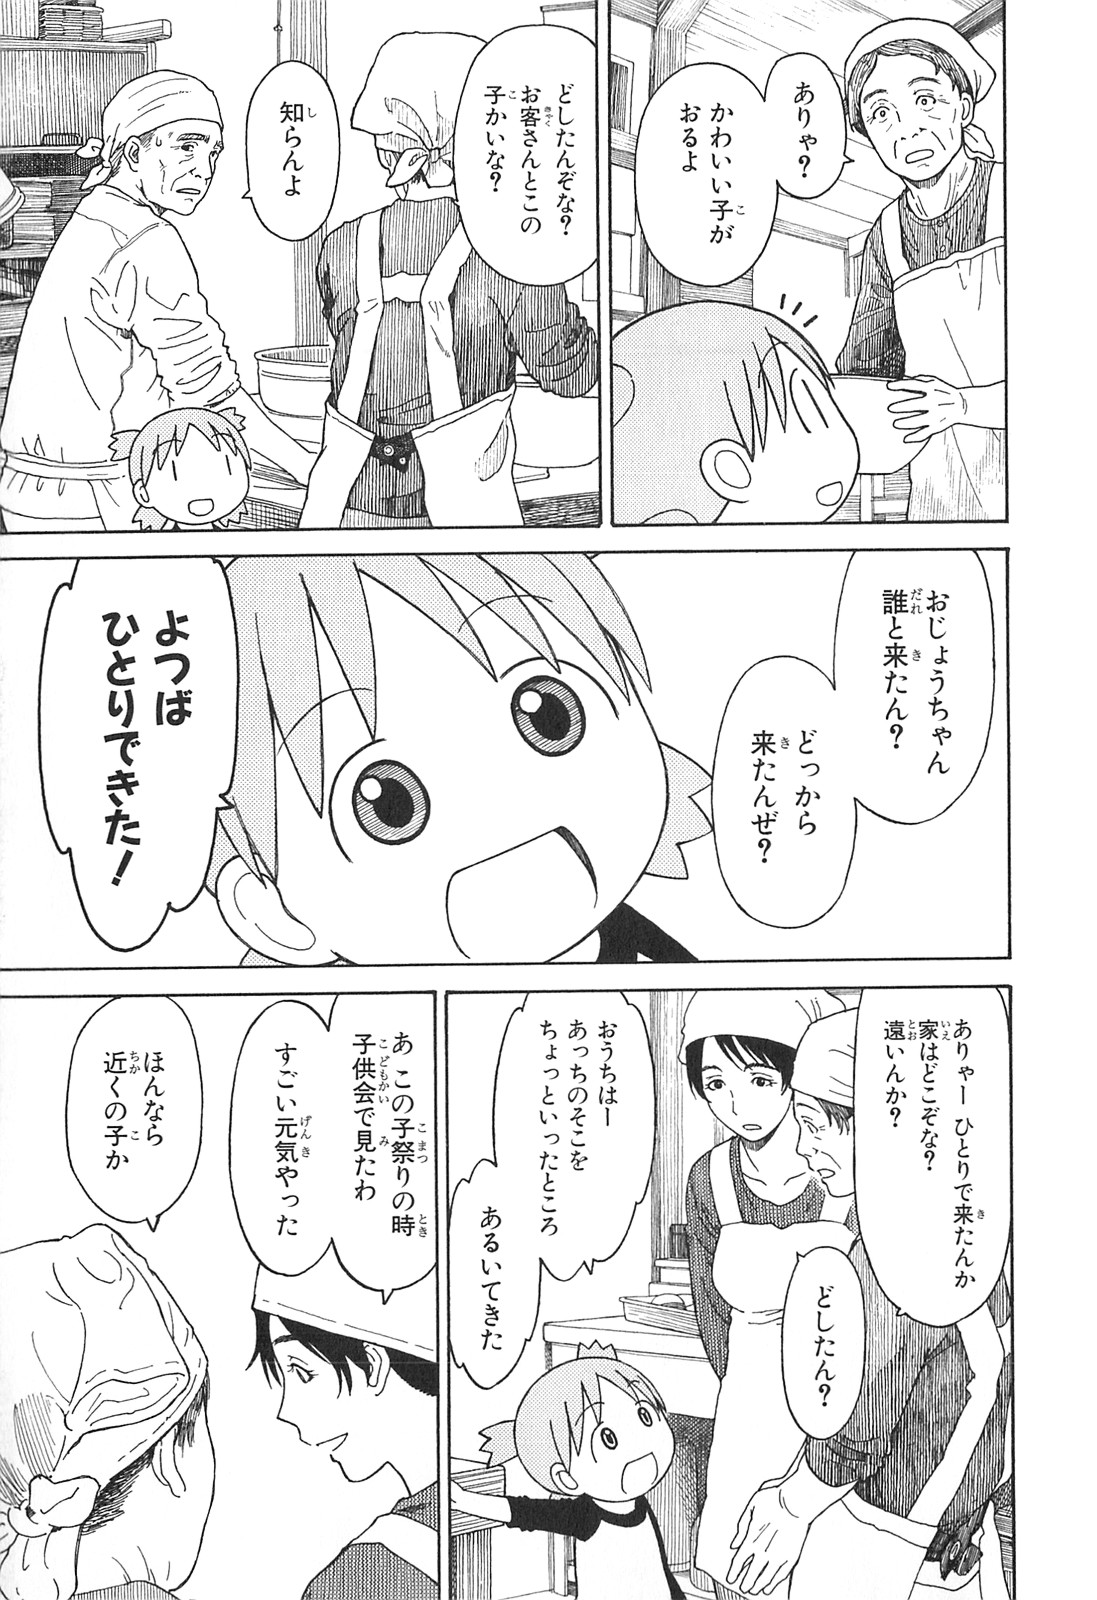 ありゃ?
かわいい子が
おるよ
どしたんぞな?
お客さんとこの
子かいな?
知らんよ
おじょうちゃん
誰と来たん?
どっから
来たんぜ?
よつば
ひとりできた!
ありゃー ひとりで来たんか
家はどこぞな?
遠いんか?
どしたん?
おうちはー
あっちのそこを
ちょっといったところ
あるいてきた
あ この子祭りの時
子供会で見たわ
すごい元気やった
ほんなら
近くの子か